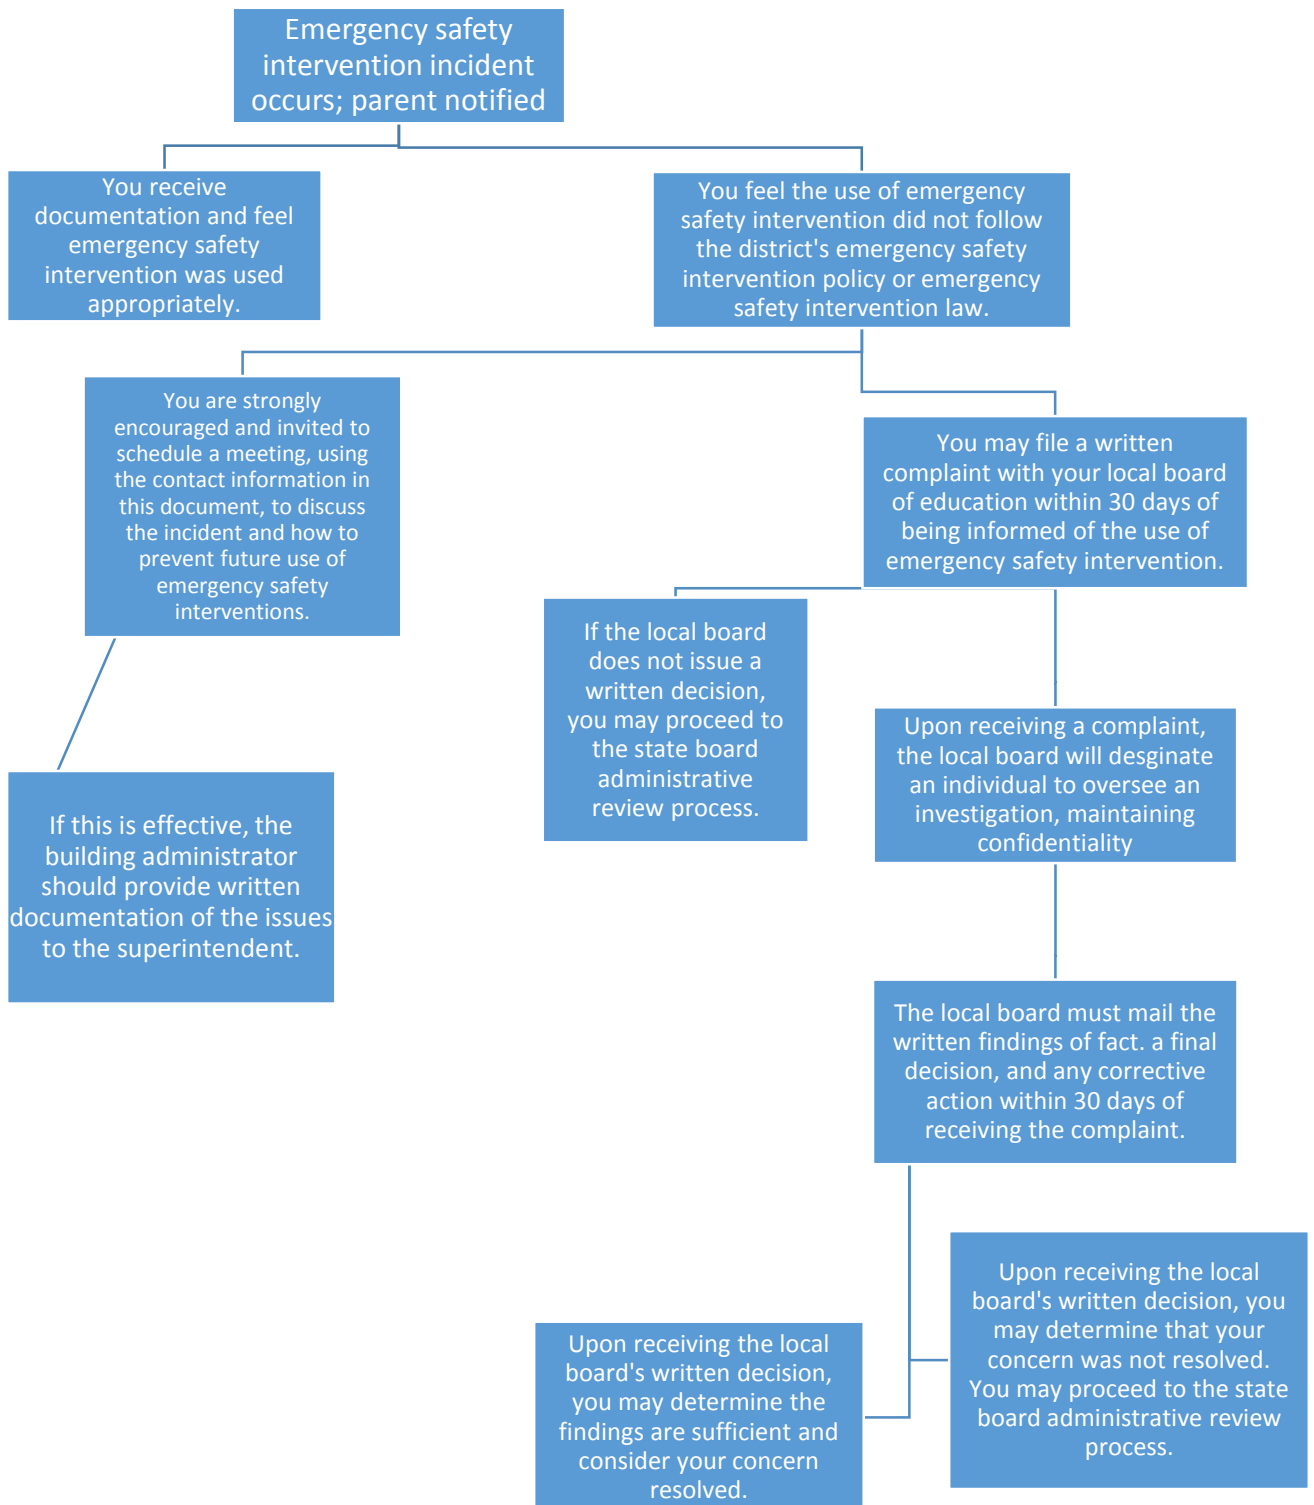 Emergency safety
intervention incident
occurs; parent notified
You receive
documentation and feel
emergency safety
intervention was used
appropriately.
You feel the use of emergency
safety intervention did not follow
the district's emergency safety
intervention policy or emergency
safety intervention law.
You are strongly
encouraged and invited to
schedule a meeting, using
the contact information in
this document, to discuss
the incident and how to
prevent future use of
emergency safety
interventions.
You may file a written
complaint with your local board
of education within 30 days of
being informed of the use of
emergency safety intervention.
If the local board
does not issue a
written decision,
you may proceed to
the state board
administrative
review process.
Upon receiving a complaint,
the local board will desginate
an individual to oversee an
investigation, maintaining
confidentiality
If this is effective, the
building administrator
should provide written
documentation of the issues
to the superintendent.
The local board must mail the
written findings of fact. a final
decision, and any corrective
action within 30 days of
receiving the complaint.
Upon receiving the local
board's written decision, you
may determine that your
concern was not resolved.
You may proceed to the state
board administrative review
process.
Upon receiving the local
board's written decision,
you may determine the
findings are sufficient and
consider your concern
resolved.